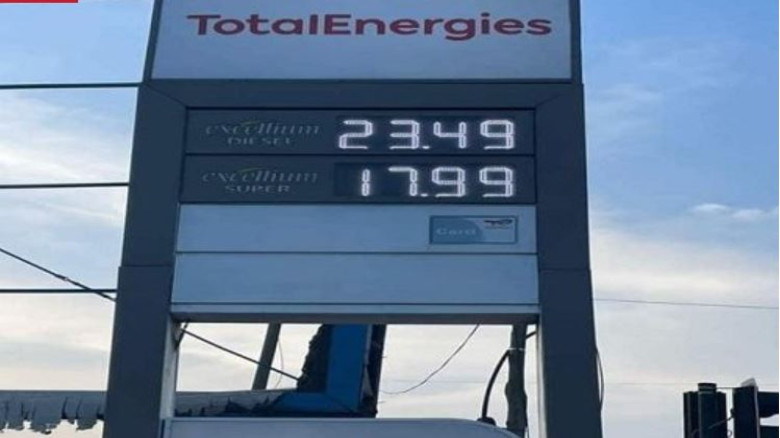 TotalEnergies
excellium
DIESEL
23.49
excellium
SUPER
17.99
Card